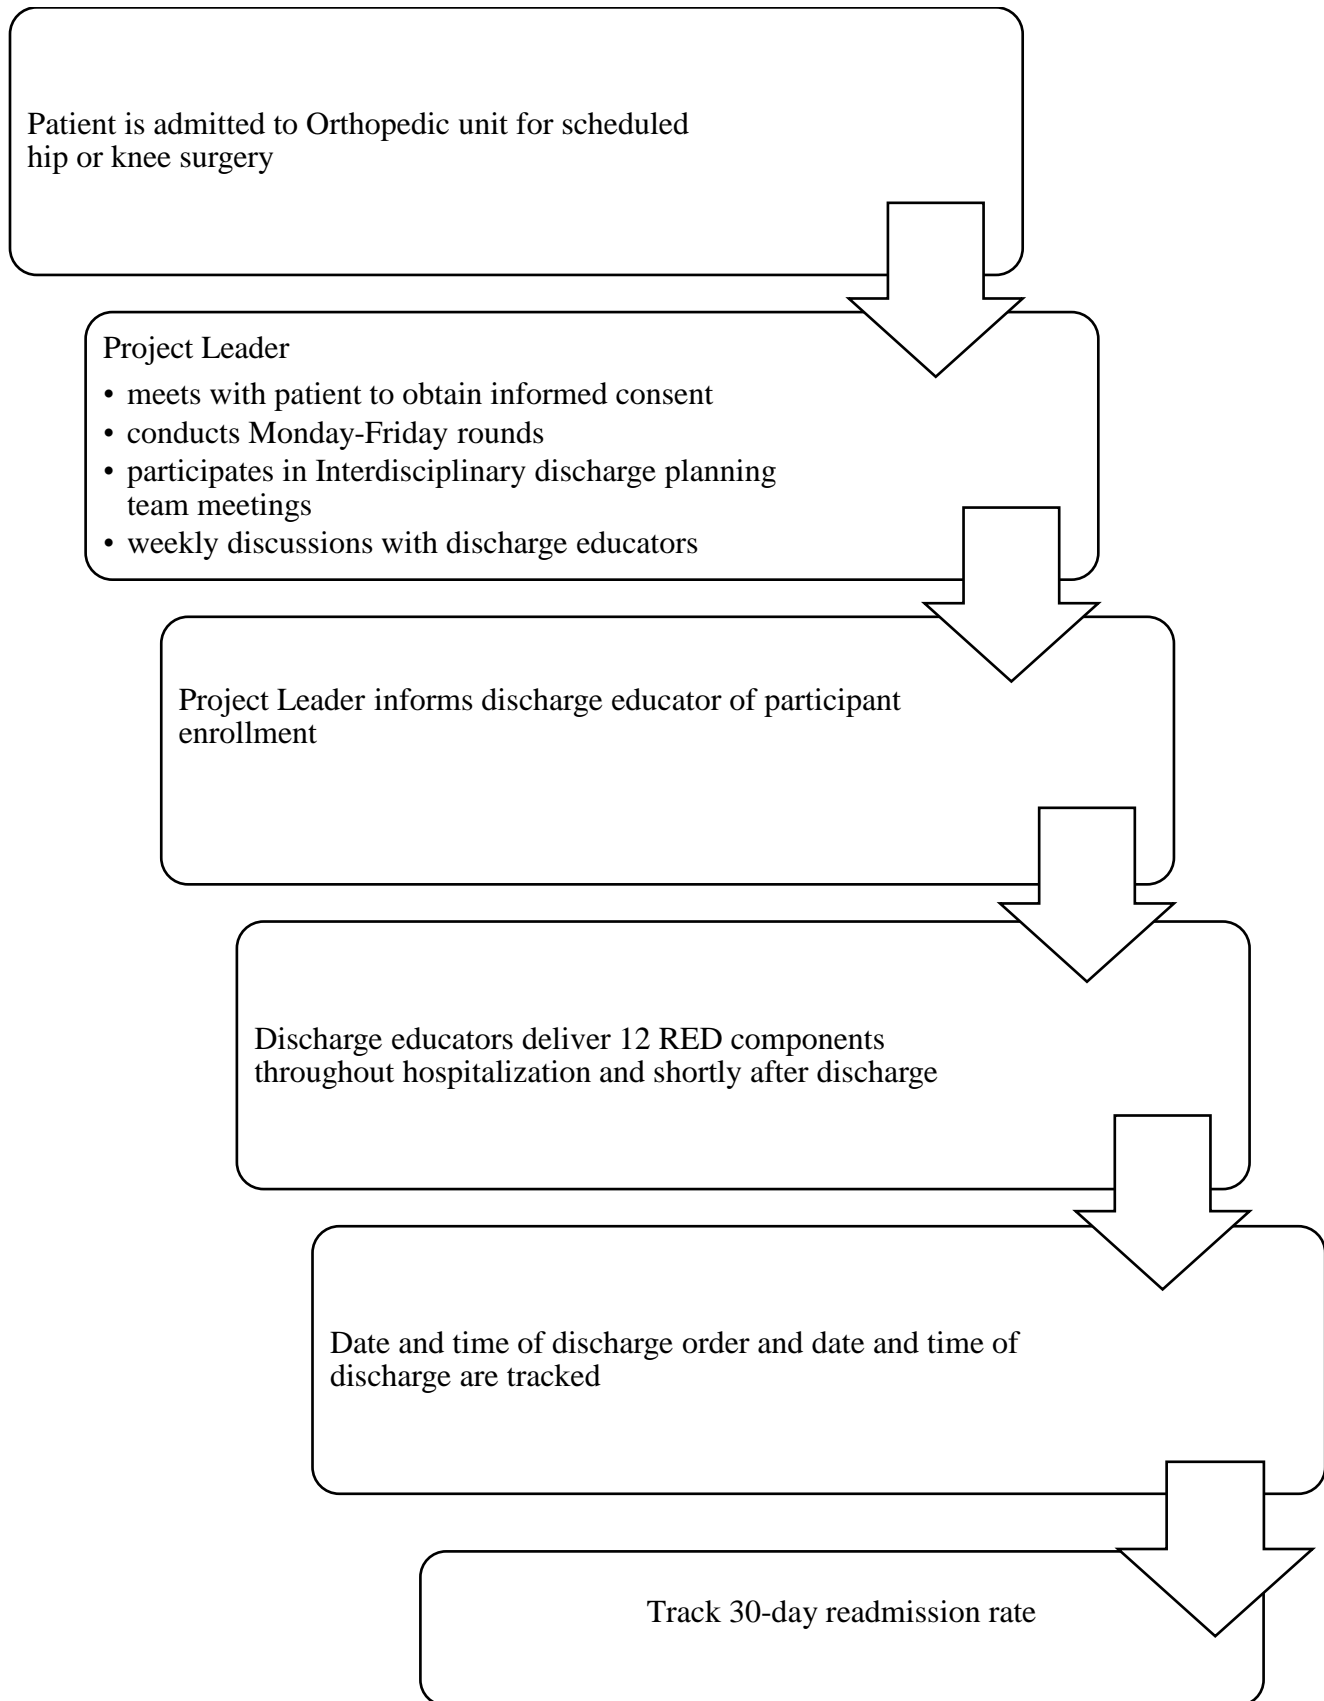 Patient is admitted to Orthopedic unit for scheduled
hip or knee surgery
Project Leader
• meets with patient to obtain informed consent
• conducts Monday-Friday rounds
• participates in Interdisciplinary discharge planning
team meetings
• weekly discussions with discharge educators
Project Leader informs discharge educator of participant
enrollment
Discharge educators deliver 12 RED components
throughout hospitalization and shortly after discharge
Date and time of discharge order and date and time of
discharge are tracked
Track 30-day readmission rate